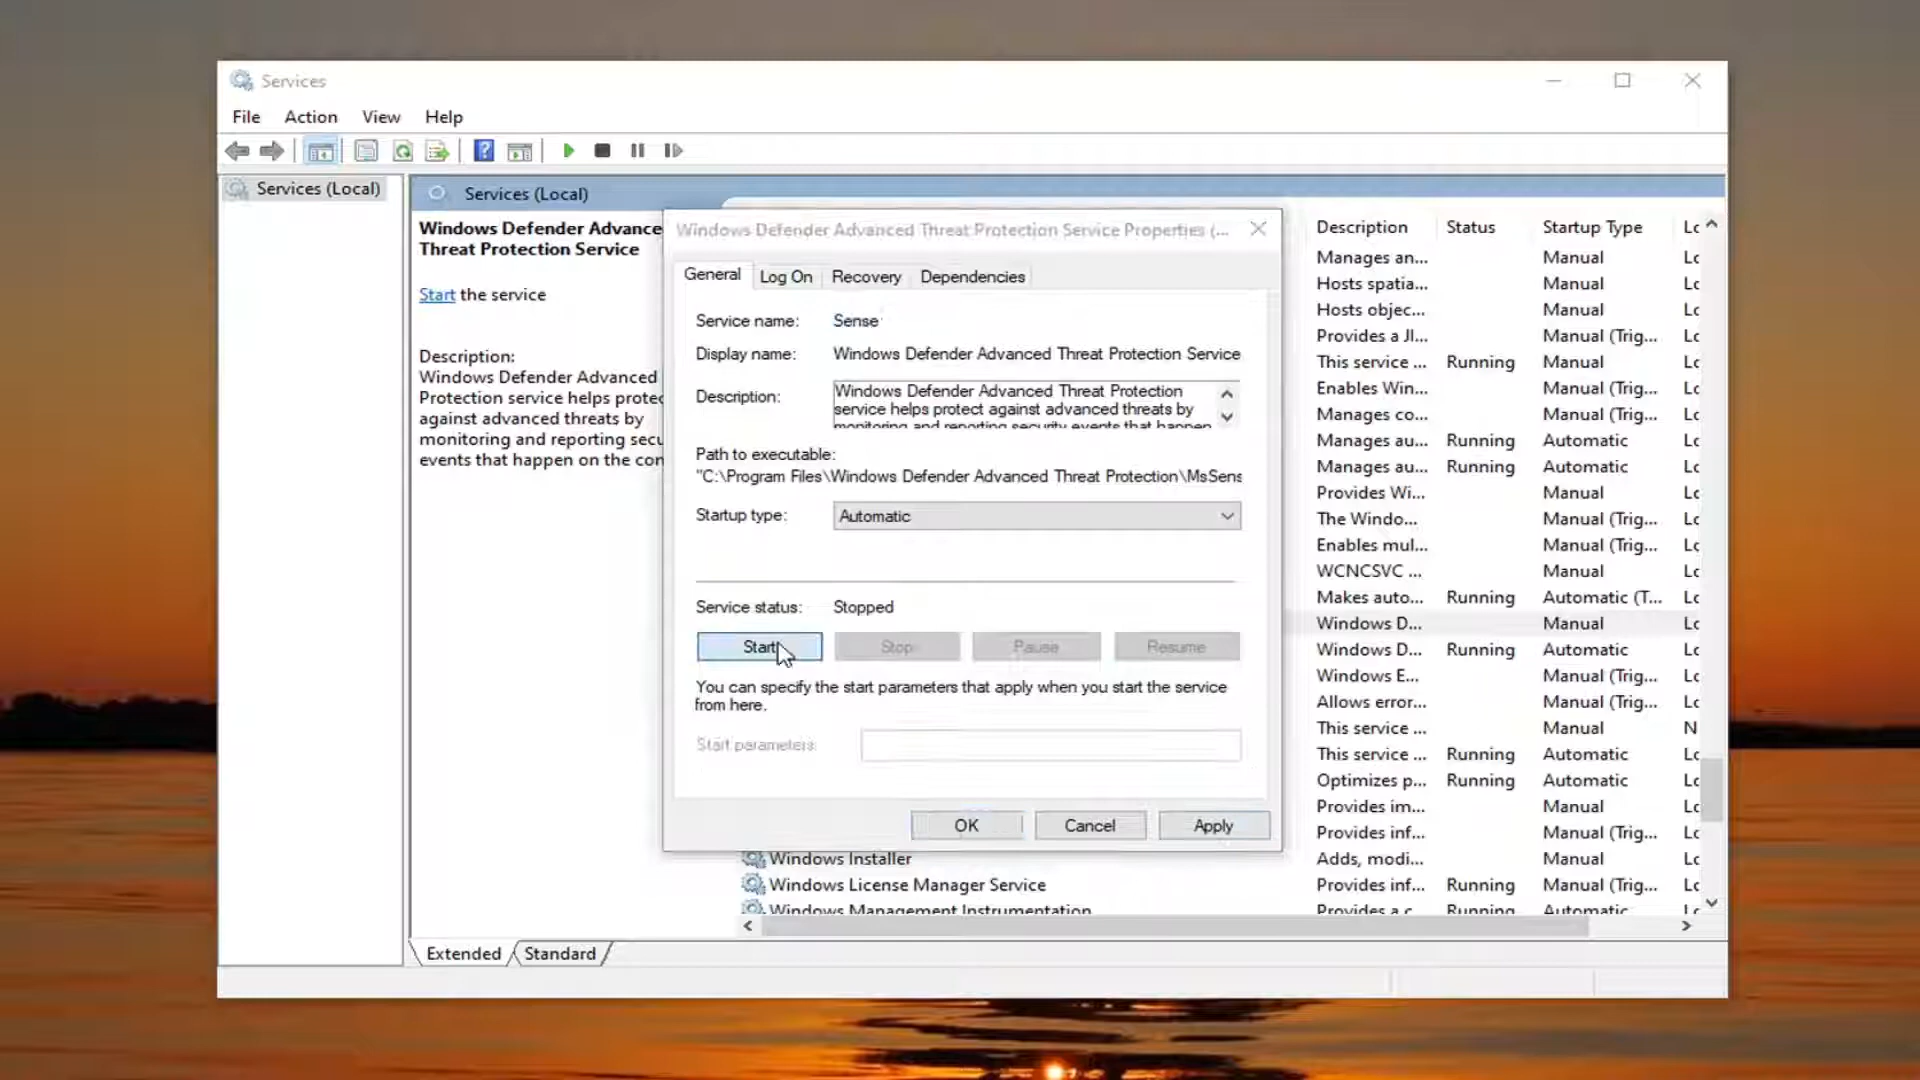 Services
File Action View Help
Services (Local)
Services (Local)
Windows Defender Advance
Threat Protection Service
Start the service
Description:
Windows Defender Advanced
Protection service helps protec
against advanced threats by
monitoring and reporting secu
events that happen on the con
Windows Defender Advanced Threat Protection Service Properties (...
General Log On Recovery Dependencies
Service name: Sense
Display name: Windows Defender Advanced Threat Protection Service
Description: Windows Defender Advanced Threat Protection
service helps protect against advanced threats by
monitoring and reporting security events that happen
Path to executable:
"C:\Program Files\Windows Defender Advanced Threat Protection\MsSens
Startup type: Automatic
Service status: Stopped
Start Stop Pause Resume
You can specify the start parameters that apply when you start the service
from here.
Start parameters:
OK Cancel Apply
Description Status Startup Type Lc
Manages an... Manual Lc
Hosts spatia... Manual Lc
Hosts objec... Manual Lc
Provides a JI... Manual (Trig... Lc
This service ... Running Manual Lc
Enables Win... Manual (Trig... Lc
Manages co... Manual (Trig... Lc
Manages au... Running Automatic Lc
Manages au... Running Automatic Lc
Provides Wi... Manual Lc
The Windo... Manual (Trig... Lc
Enables mul... Manual (Trig... Lc
WCNCSVC ... Manual Lc
Makes auto... Running Automatic (T... Lc
Windows D... Manual Lc
Windows D... Running Automatic Lc
Windows E... Manual (Trig... Lc
Allows error... Manual (Trig... Lc
This service ... Manual N
This service ... Running Automatic Lc
Optimizes p... Running Automatic Lc
Provides im... Manual Lc
Provides inf... Manual (Trig... Lc
Windows Installer Adds, modi... Manual Lc
Windows License Manager Service Provides inf... Running Manual (Trig... Lc
Windows Management Instrumentation Provides a c Running Automatic Lc
Extended Standard